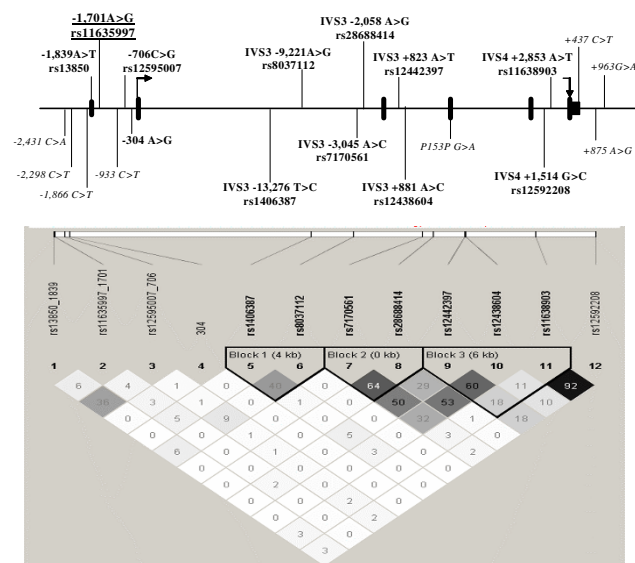 -1,701A>G
rs11635997
-1,839A>T
rs13850
-706C>G
rs12595007
IVS3 -9,221A>G
rs8037112
IVS3 -2,058 A>G
rs28688414
IVS3 +823 A>T
rs12442397
IVS4 +2,853 A>T
rs11638903
+437 C>T
+963G>A
-2,431 C>A
-2,298 C>T
-1,866 C>T
-933 C>T
-304 A>G
IVS3 -13,276 T>C
rs1406387
IVS3 -3,045 A>C
rs7170561
IVS3 +881 A>C
rs12438604
P153P G>A
IVS4 +1,514 G>C
rs12592208
+875 A>G
rs13850_1839
rs11635997_1701
rs12595007_706
304
rs1406387
rs8037112
rs7170561
rs28688414
rs12442397
rs12438604
rs11638903
rs12592208
Block 1 (4 kb) Block 2 (0 kb) Block 3 (6 kb)
1 2 3 4 5 6 7 8 9 10 11 12
6 4 1 0 40 0 64 29 60 11 92
36 3 1 0 1 0 50 53 18 10
0 5 9 0 0 0 32 0 18
0 0 1 0 5 3 1
6 0 1 0 3 0 2
0 0 0 0 0 0
0 0 2 0 0
0 0 2 0
0 0 2
0 0
3 0
3